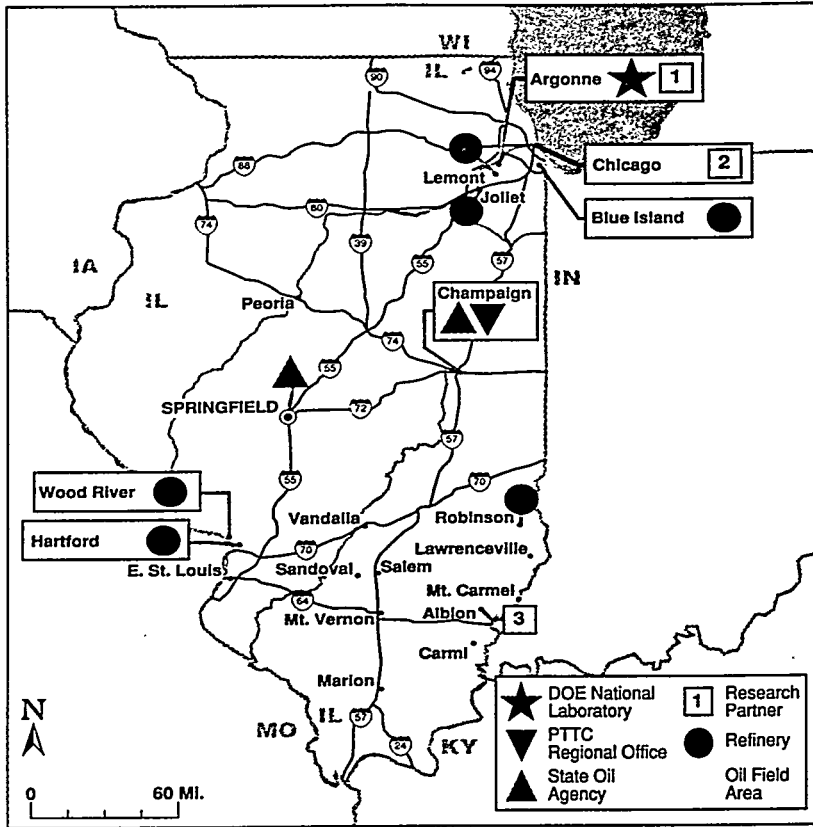 WI
IL
90
94
Argonne 1
88
Lemont
Chicago 2
Joliet
Blue Island
80
74
39
55
57
IA
IL
IN
Peoria
Champaign
74
55
SPRINGFIELD
72
57
55
70
Wood River
Vandalia
Robinson
Hartford
Lawrenceville
70
E. St. Louis
Sandoval
Salem
Mt. Carmel
64
Albion
3
Mt. Vernon
Carmi
Marion
N
MO
IL
57
24
KY
0
60 MI.
DOE National
Laboratory
1
Research
Partner
PTTC
Regional Office
Refinery
State Oil
Agency
Oil Field
Area